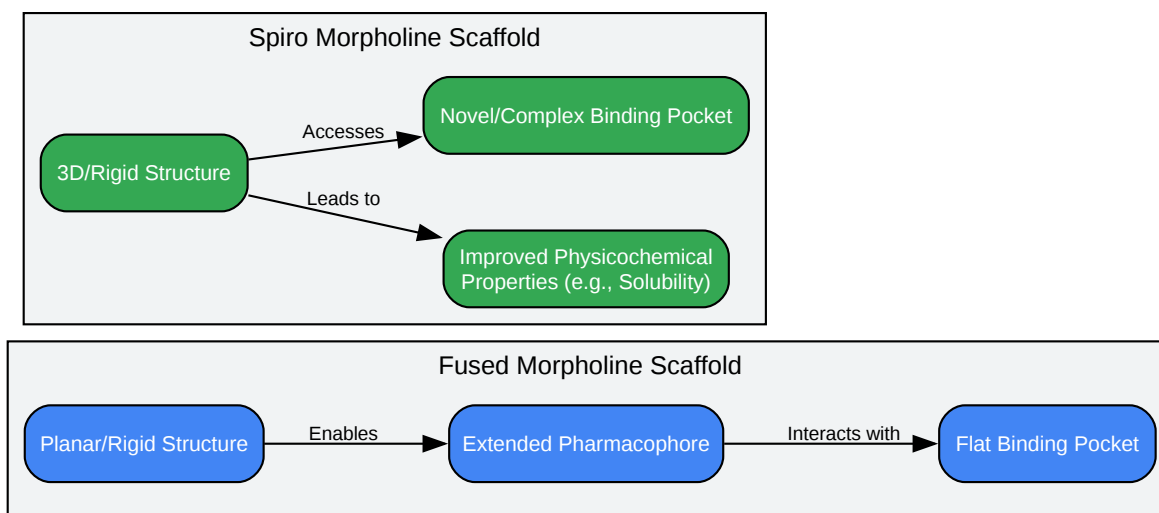 Spiro Morpholine Scaffold
Novel/Complex Binding Pocket
Accesses
3D/Rigid Structure
Leads to
Improved Physicochemical
Properties (e.g., Solubility)
Fused Morpholine Scaffold
Planar/Rigid Structure
Enables
Extended Pharmacophore
Interacts with
Flat Binding Pocket